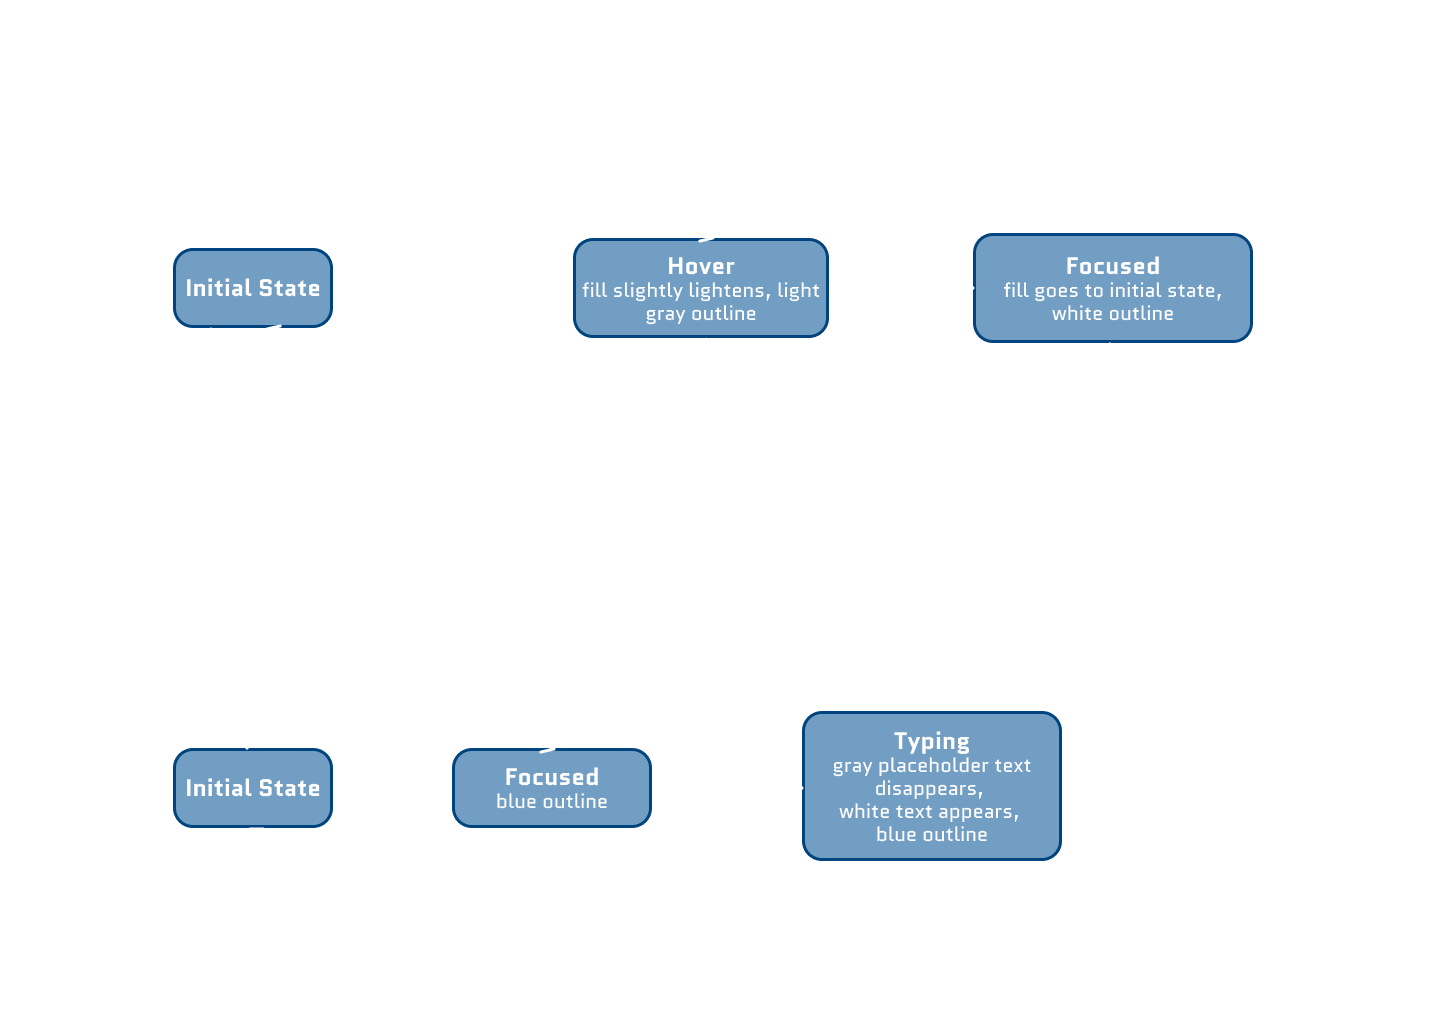 Initial State
Hover
fill slightly lightens, light
gray outline
Focused
fill goes to initial state,
white outline
Initial State
Focused
blue outline
Typing
gray placeholder text
disappears,
white text appears,
blue outline